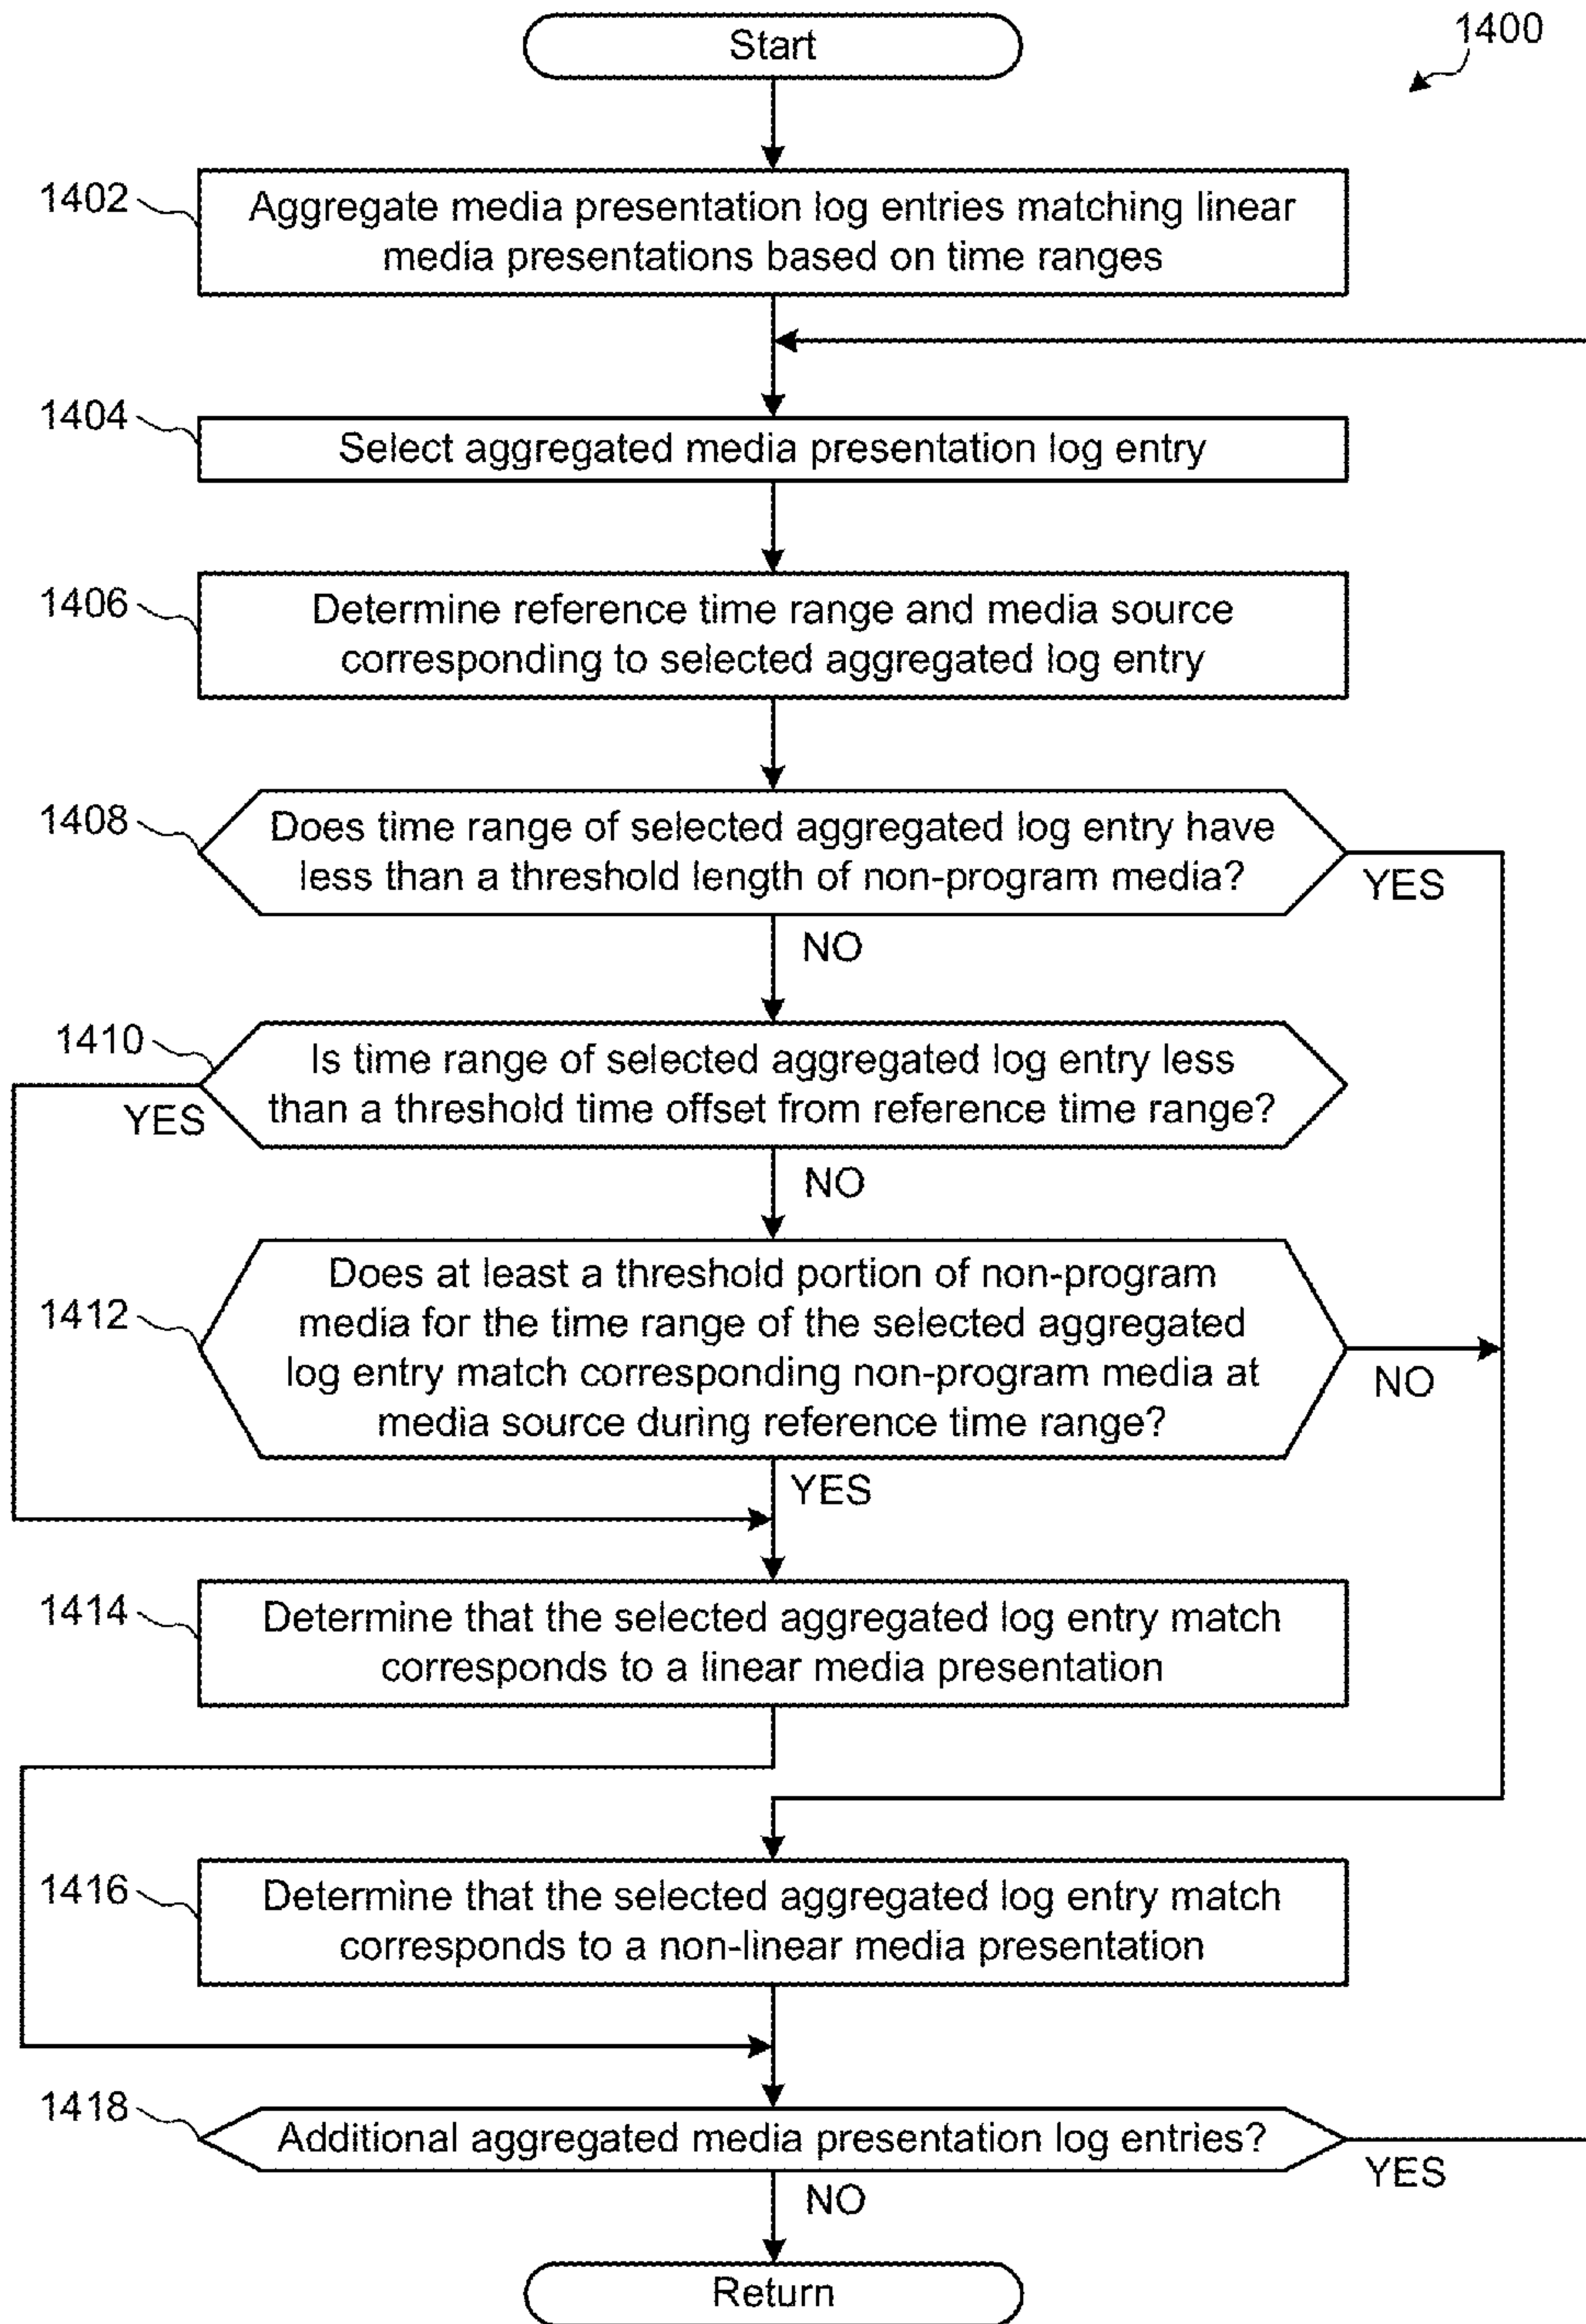 Start
1400
1402
Aggregate media presentation log entries matching linear
media presentations based on time ranges
1404
Select aggregated media presentation log entry
1406
Determine reference time range and media source
corresponding to selected aggregated log entry
1408
Does time range of selected aggregated log entry have
less than a threshold length of non-program media?
YES
NO
1410
Is time range of selected aggregated log entry less
than a threshold time offset from reference time range?
YES
NO
1412
Does at least a threshold portion of non-program
media for the time range of the selected aggregated
log entry match corresponding non-program media at
media source during reference time range?
NO
YES
1414
Determine that the selected aggregated log entry match
corresponds to a linear media presentation
1416
Determine that the selected aggregated log entry match
corresponds to a non-linear media presentation
1418
Additional aggregated media presentation log entries?
YES
NO
Return